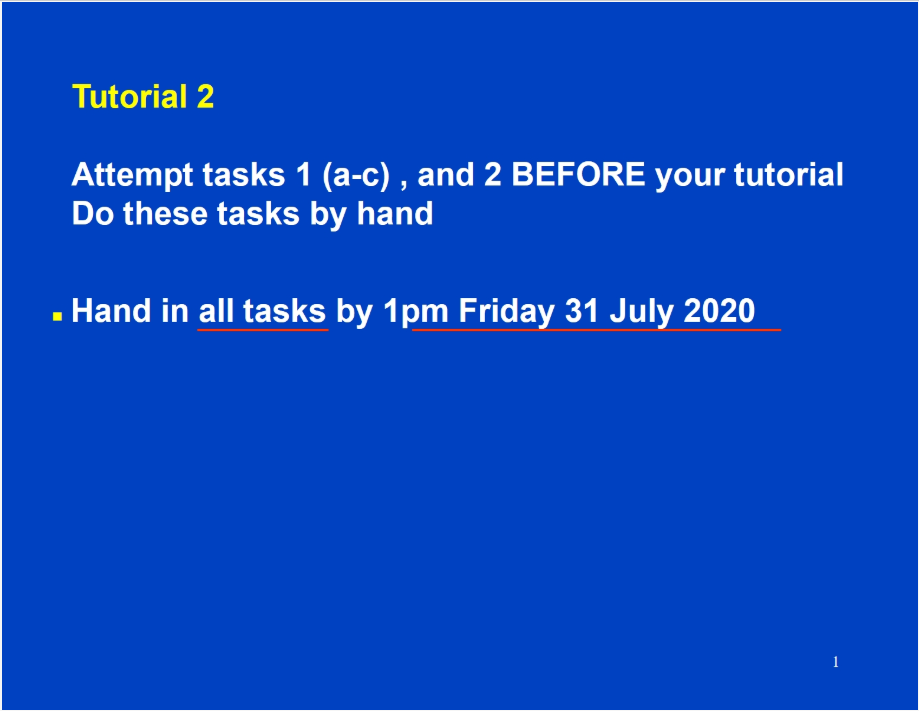 Tutorial 2
Attempt tasks 1 (a-c) , and 2 BEFORE your tutorial
Do these tasks by hand
Hand in all tasks by 1pm Friday 31 July 2020
1